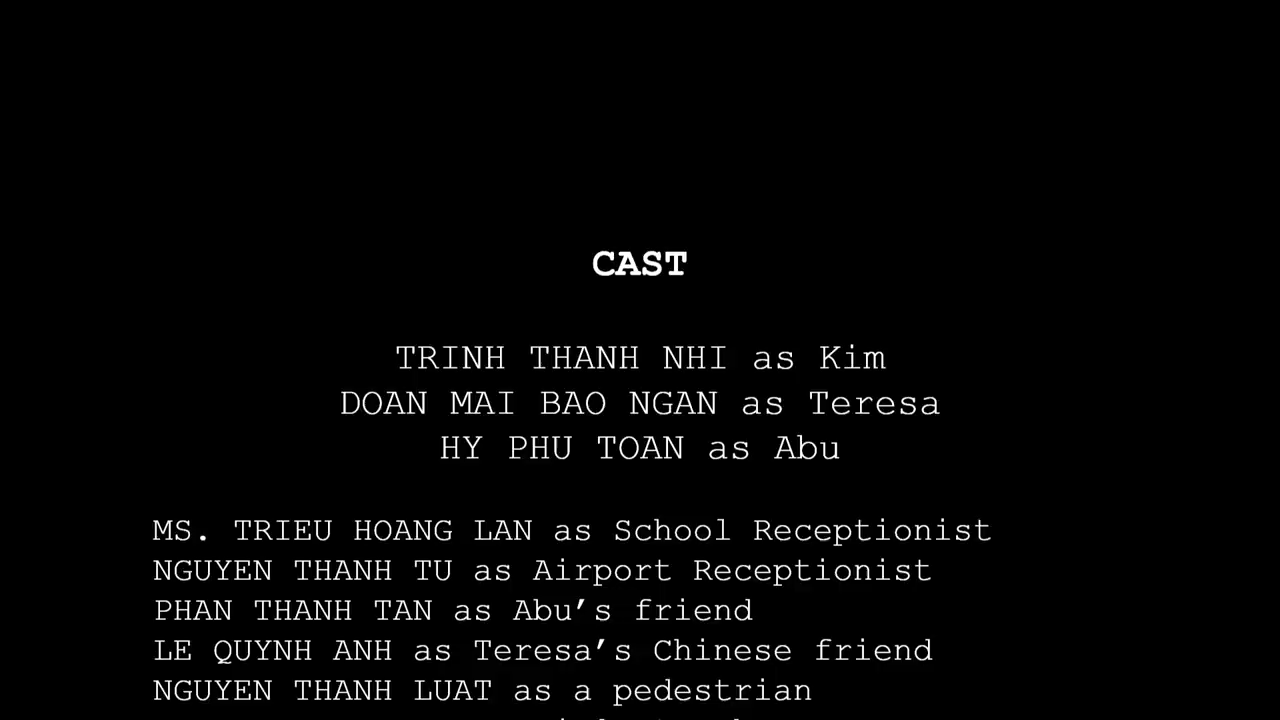 CAST
TRINH THANH NHI as Kim
DOAN MAI BAO NGAN as Teresa
HY PHU TOAN as Abu
MS. TRIEU HOANG LAN as School Receptionist
NGUYEN THANH TU as Airport Receptionist
PHAN THANH TAN as Abu’s friend
LE QUYNH ANH as Teresa’s Chinese friend
NGUYEN THANH LUAT as a pedestrian